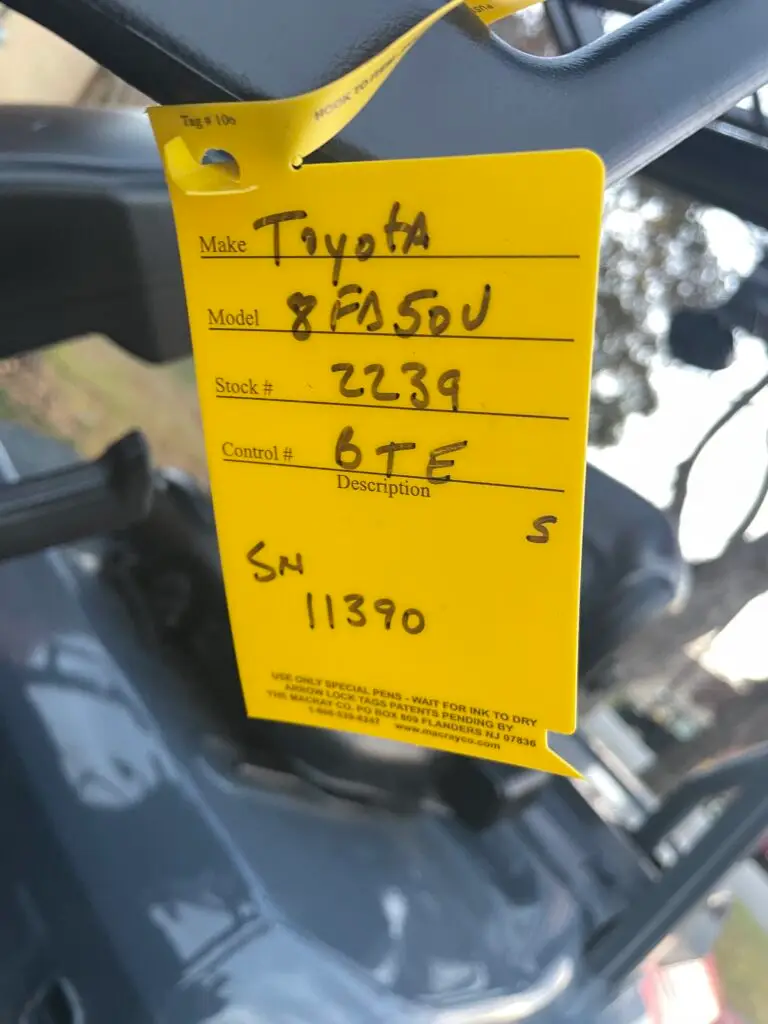 Tag # 106
HOOK TO
Make Toyota
Model 8FD50U
Stock # 2239
Control # 6TE
Description
S
SN
11390
USE ONLY SPECIAL PENS - WAIT FOR INK TO DRY
ARROW LOCK TAGS PATENTS PENDING BY
THE MACRAY CO. PO BOX 809 FLANDERS NJ 07836
www.macrayco.com